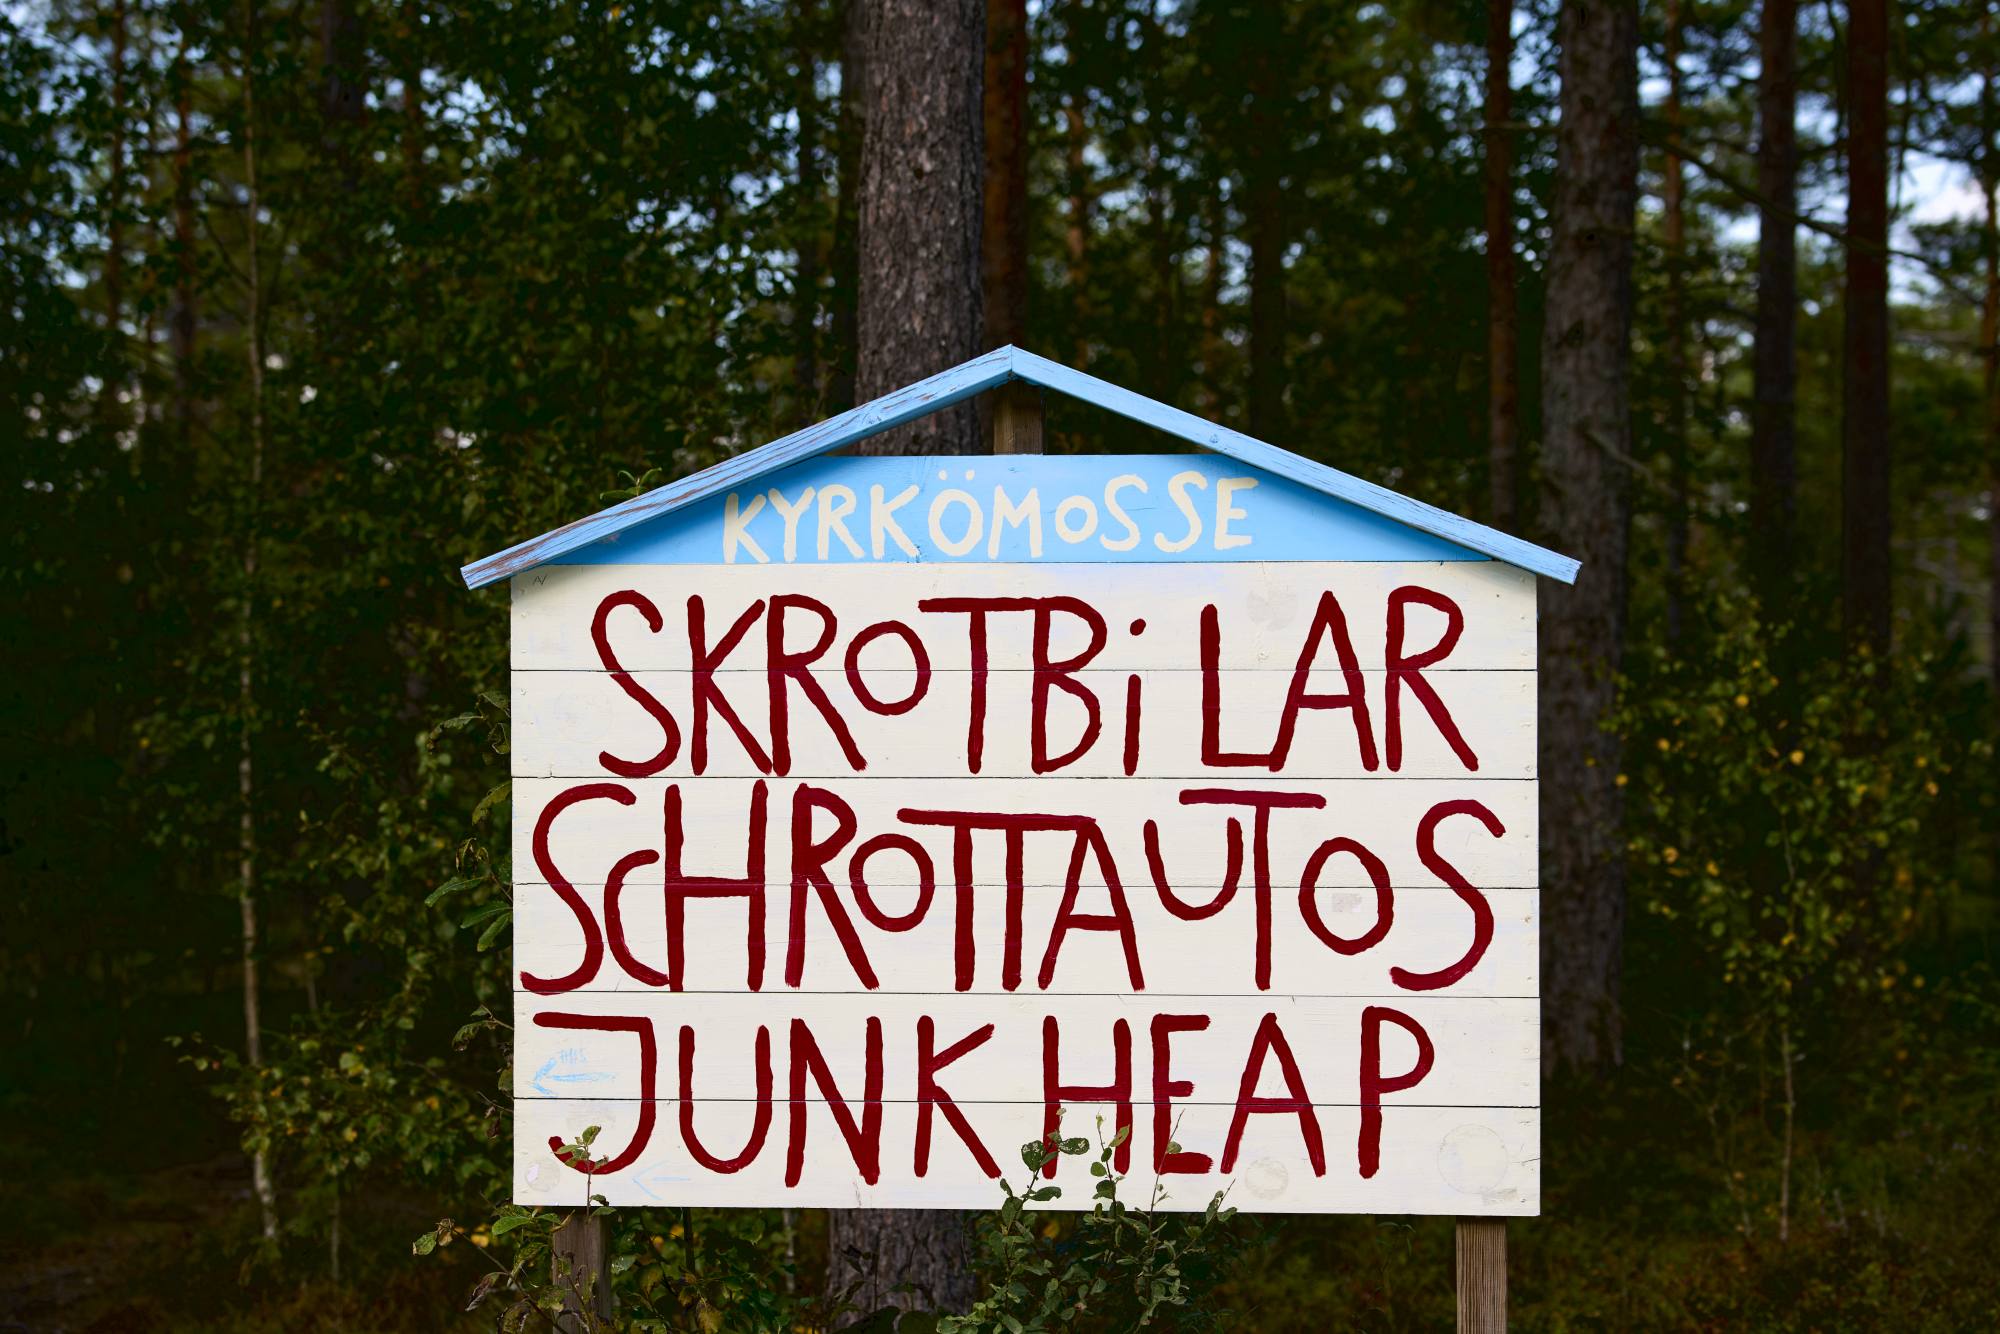 KYRKÖMOSSE
SKROTBiLAR
SCHROTTAUTOS
JUNK HEAP